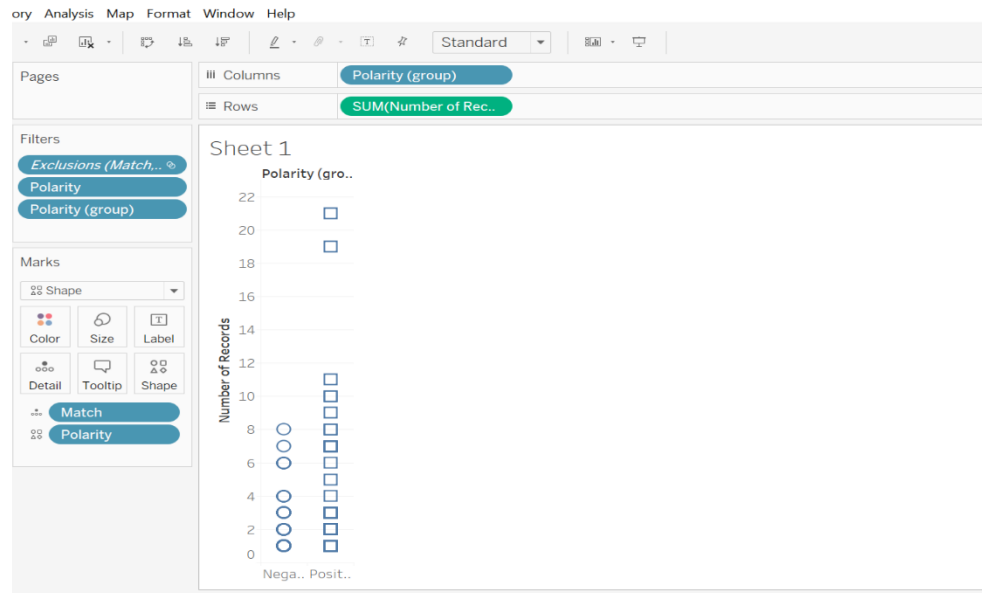 ory Analysis Map Format Window Help
Standard
Pages
Columns Polarity (group)
Rows SUM(Number of Rec..
Filters
Exclusions (Match,..
Polarity
Polarity (group)
Marks
Shape
Color Size Label
Detail Tooltip Shape
Match
Polarity
Sheet 1
Polarity (gro..
Number of Records
22
20
18
16
14
12
10
8
6
4
2
0
Nega.. Posit..